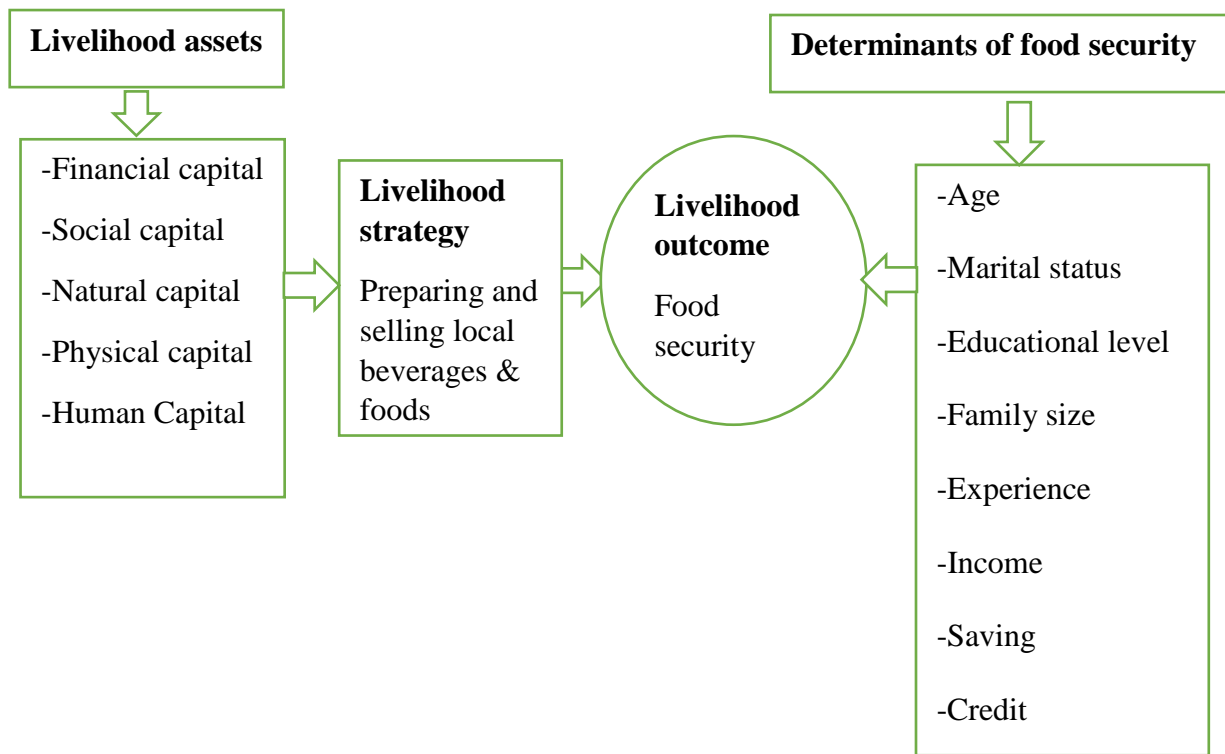 Livelihood assets
-Financial capital
-Social capital
-Natural capital
-Physical capital
-Human Capital
Livelihood
strategy
Preparing and
selling local
beverages &
foods
Livelihood
outcome
Food
security
Determinants of food security
-Age
-Marital status
-Educational level
-Family size
-Experience
-Income
-Saving
-Credit